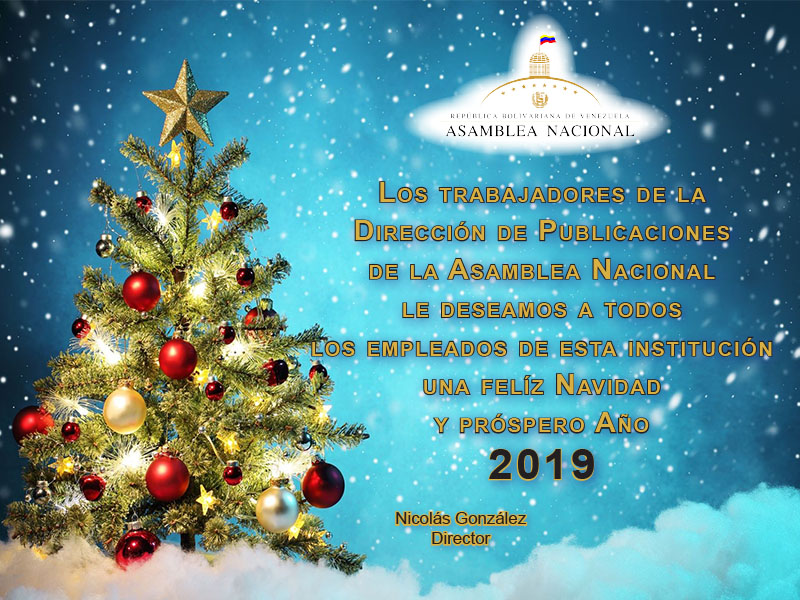 REPÚBLICA BOLIVARIANA DE VENEZUELA
ASAMBLEA NACIONAL
Los trabajadores de la
Dirección de Publicaciones
de la Asamblea Nacional
le deseamos a todos
los empleados de esta institución
una felíz Navidad
y próspero Año
2019
Nicolás González
Director